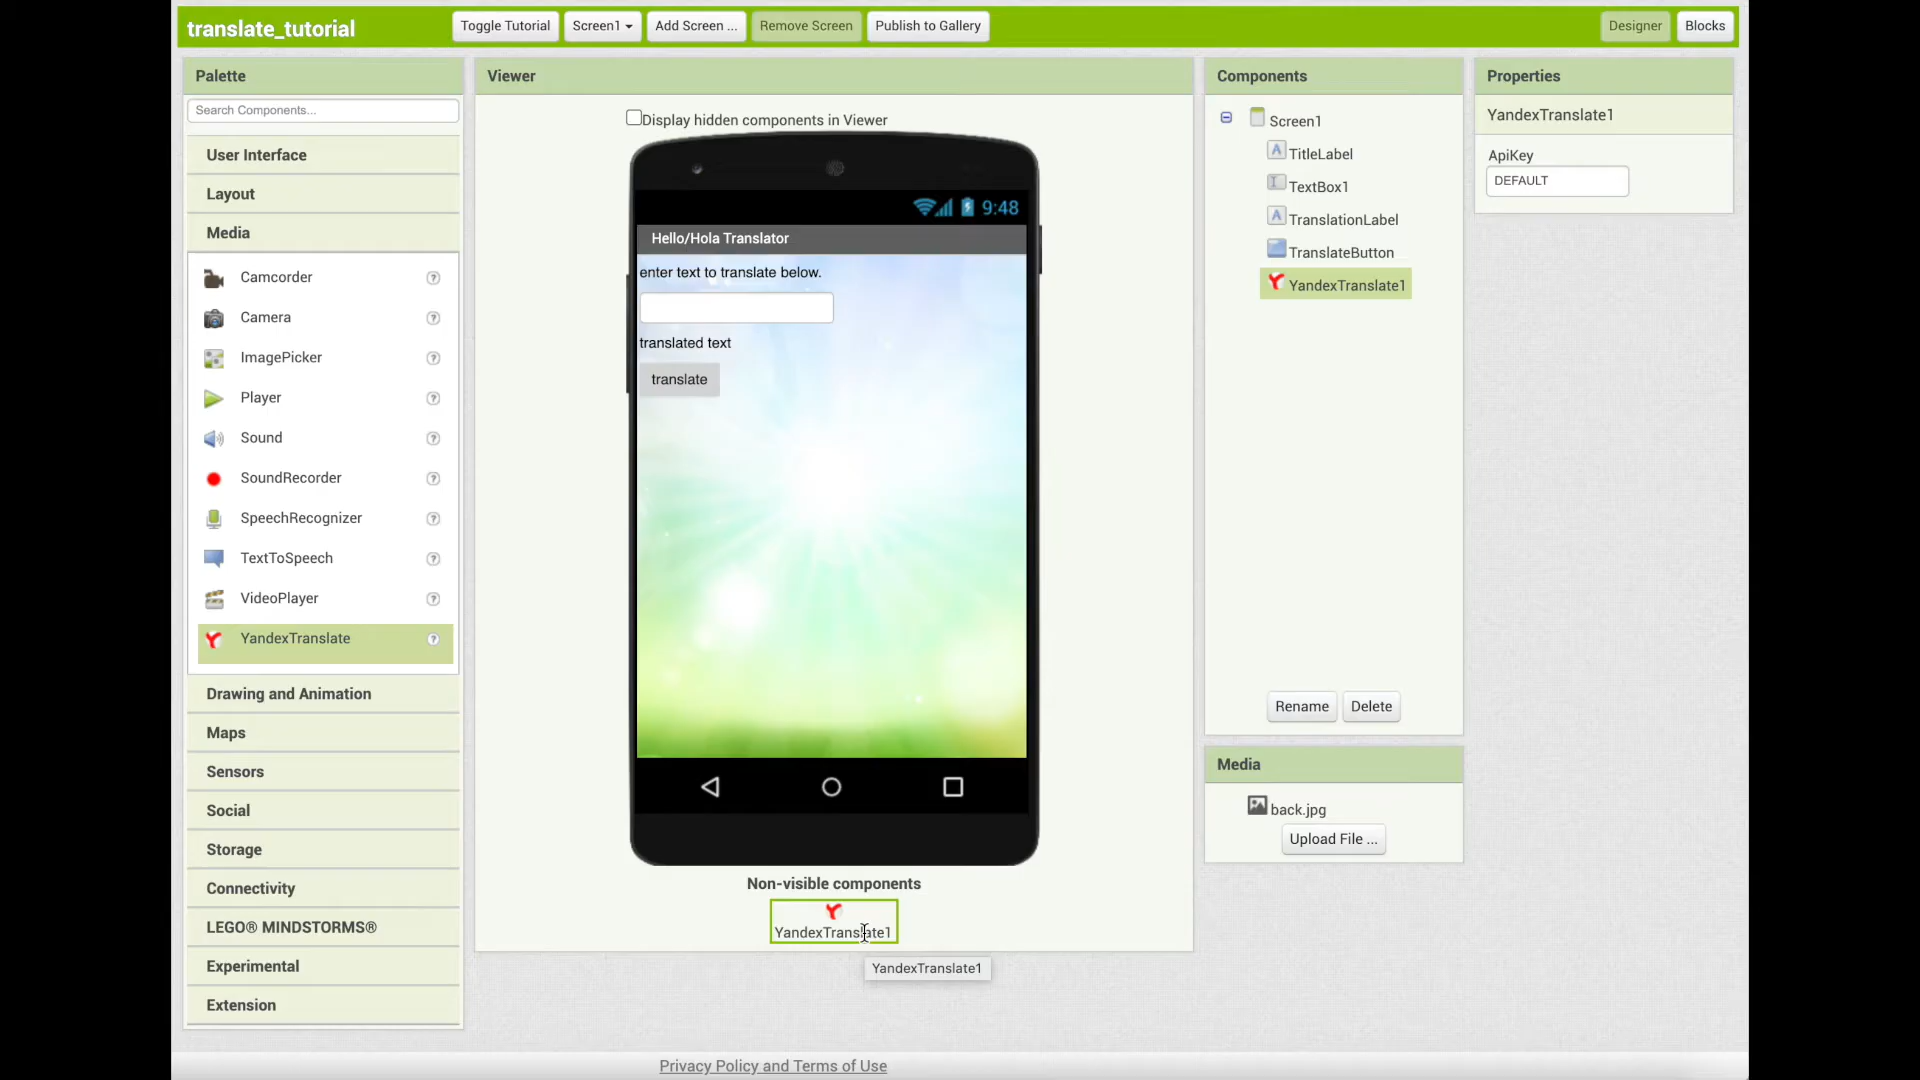 translate_tutorial
Toggle Tutorial
Screen1
Add Screen ...
Remove Screen
Publish to Gallery
Designer
Blocks
Palette
Search Components...
User Interface
Layout
Media
Camcorder ?
Camera ?
ImagePicker ?
Player ?
Sound ?
SoundRecorder ?
SpeechRecognizer ?
TextToSpeech ?
VideoPlayer ?
YandexTranslate ?
Drawing and Animation
Maps
Sensors
Social
Storage
Connectivity
LEGO® MINDSTORMS®
Experimental
Extension
Viewer
Display hidden components in Viewer
9:48
Hello/Hola Translator
enter text to translate below.
translated text
translate
Non-visible components
YandexTranslate1
YandexTranslate1
Components
Screen1
TitleLabel
TextBox1
TranslationLabel
TranslateButton
YandexTranslate1
Rename
Delete
Media
back.jpg
Upload File ...
Properties
YandexTranslate1
ApiKey
DEFAULT
Privacy Policy and Terms of Use